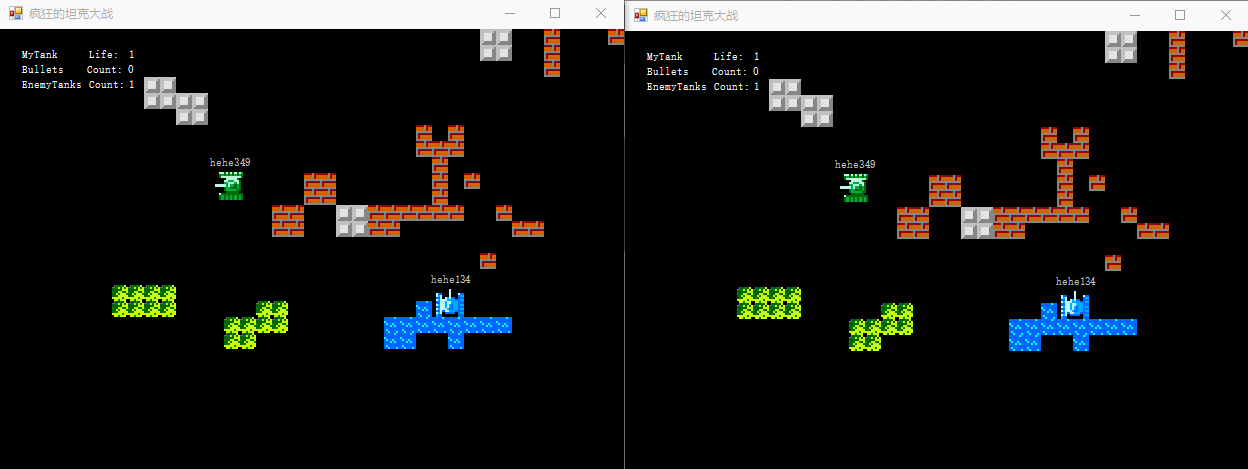 疯狂的坦克大战
MyTank Life: 1
Bullets Count: 0
EnemyTanks Count: 1
hehe349
hehe134
疯狂的坦克大战
MyTank Life: 1
Bullets Count: 0
EnemyTanks Count: 1
hehe349
hehe134